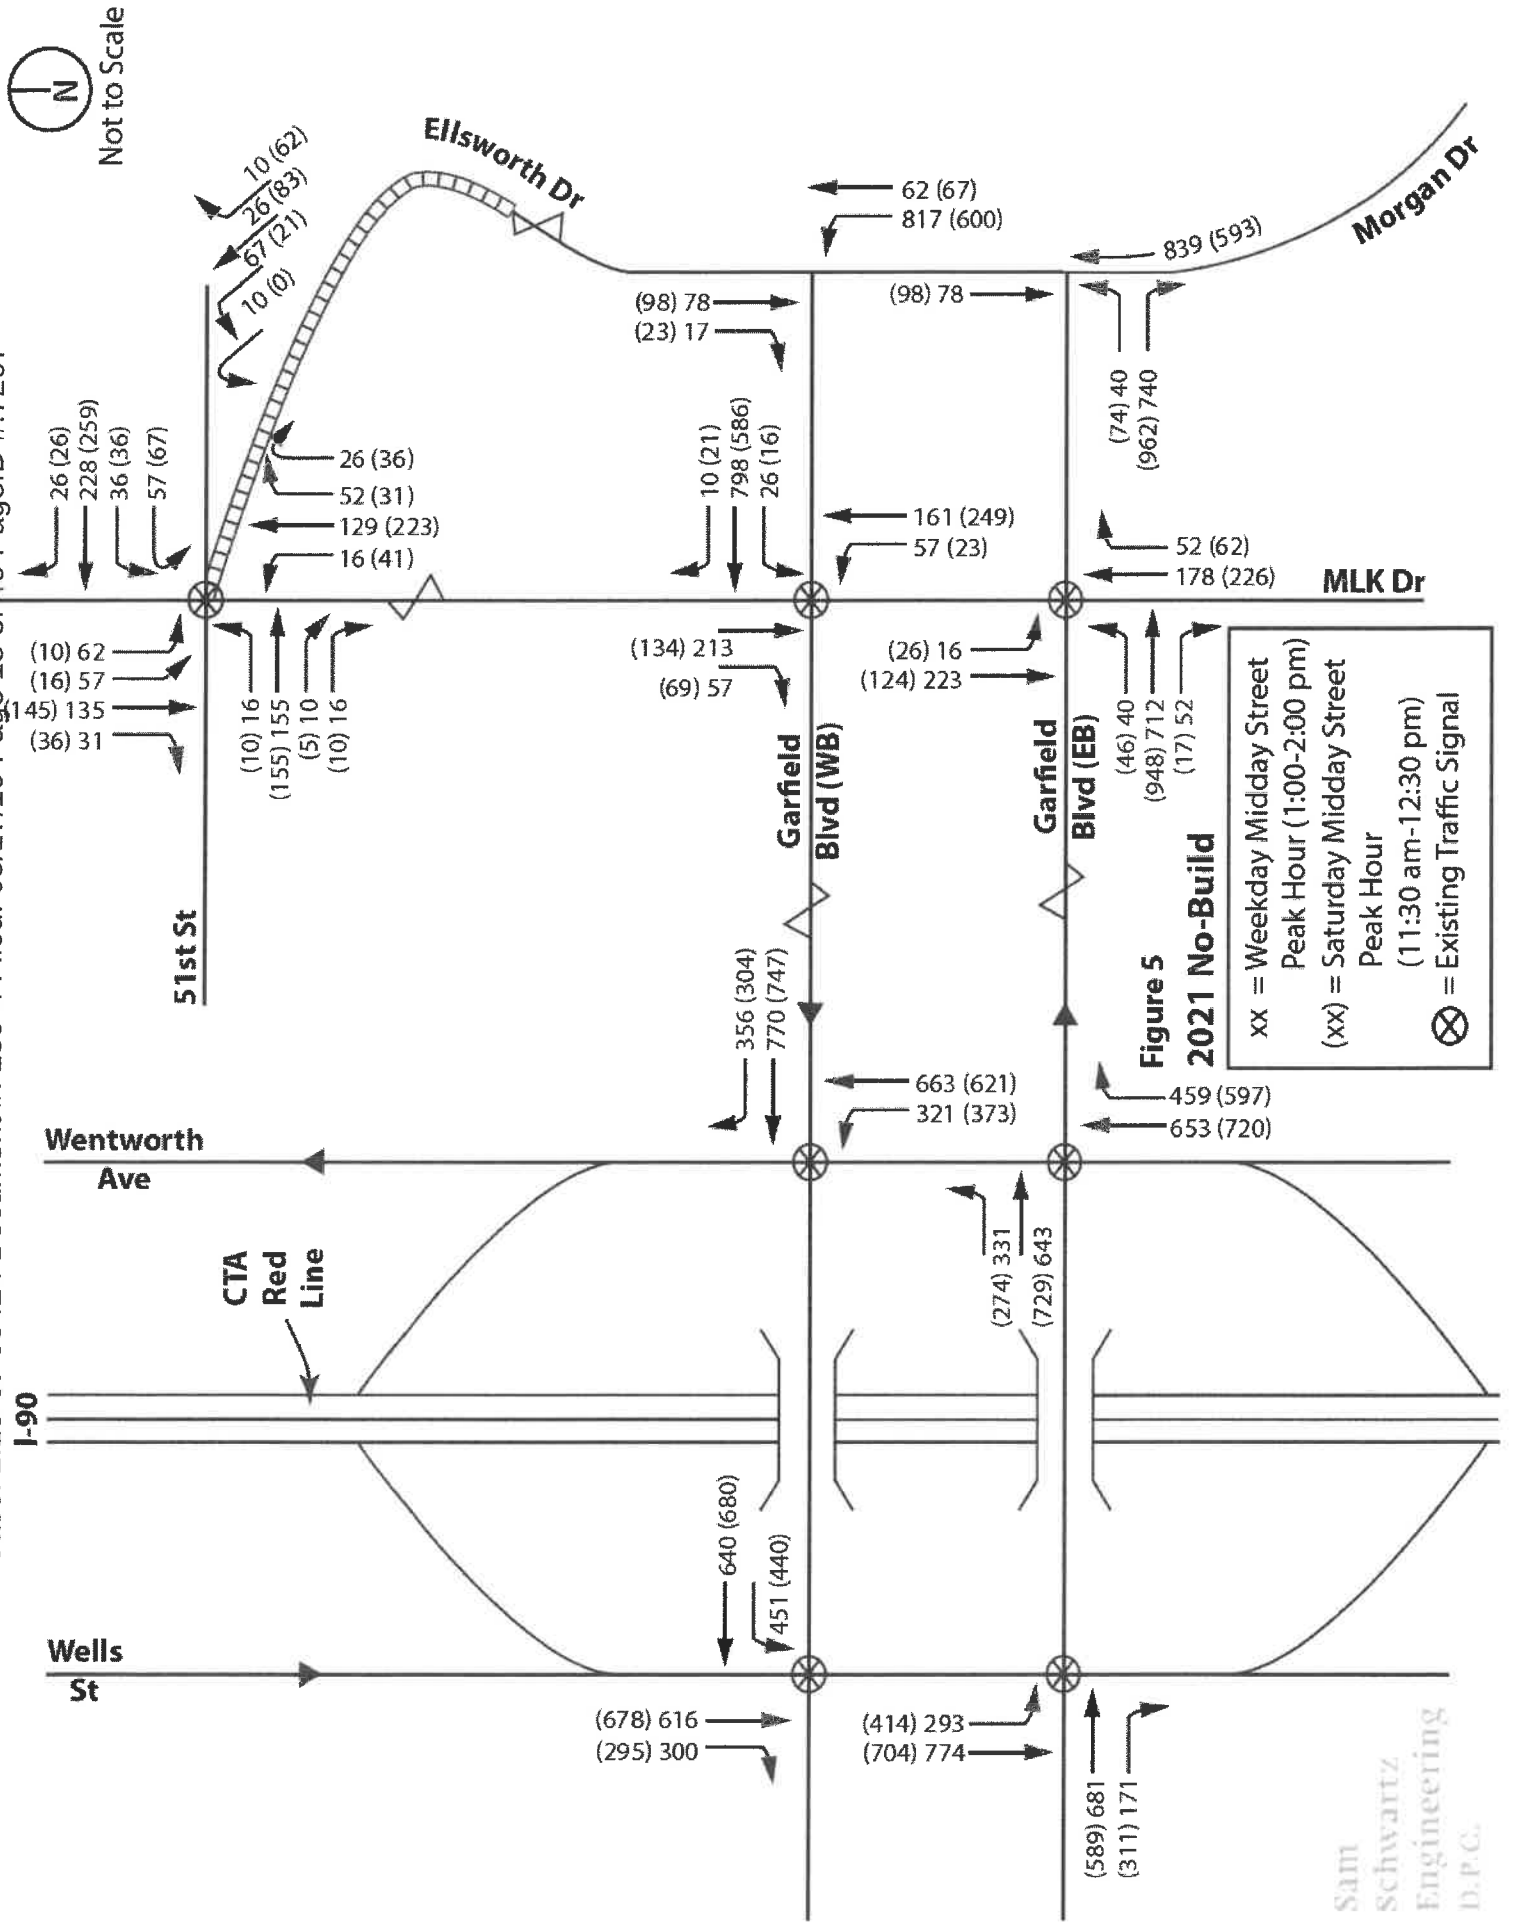 N
Not to Scale
10 (62)
26 (83)
67 (21)
10 (0)
Ellsworth Dr
26 (26)
228 (259)
36 (36)
57 (67)
26 (36)
52 (31)
129 (223)
16 (41)
(10) 62
(16) 57
(145) 135
(36) 31
(10) 16
(155) 155
(5) 10
(10) 16
51st St
62 (67)
817 (600)
(98) 78
(23) 17
(98) 78
839 (593)
Morgan Dr
(74) 40
(962) 740
10 (21)
798 (586)
26 (16)
161 (249)
57 (23)
52 (62)
178 (226)
MLK Dr
(134) 213
(69) 57
(26) 16
(124) 223
(46) 40
(948) 712
(17) 52
Garfield
Blvd (WB)
Garfield
Blvd (EB)
356 (304)
770 (747)
663 (621)
321 (373)
459 (597)
653 (720)
Wentworth
Ave
(274) 331
(729) 643
CTA
Red
Line
I-90
640 (680)
451 (440)
Wells
St
(678) 616
(295) 300
(414) 293
(704) 774
(589) 681
(311) 171
Figure 5
2021 No-Build
xx = Weekday Midday Street
Peak Hour (1:00-2:00 pm)
(xx) = Saturday Midday Street
Peak Hour
(11:30 am-12:30 pm)
= Existing Traffic Signal
Sam
Schwartz
Engineering
D.P.C.